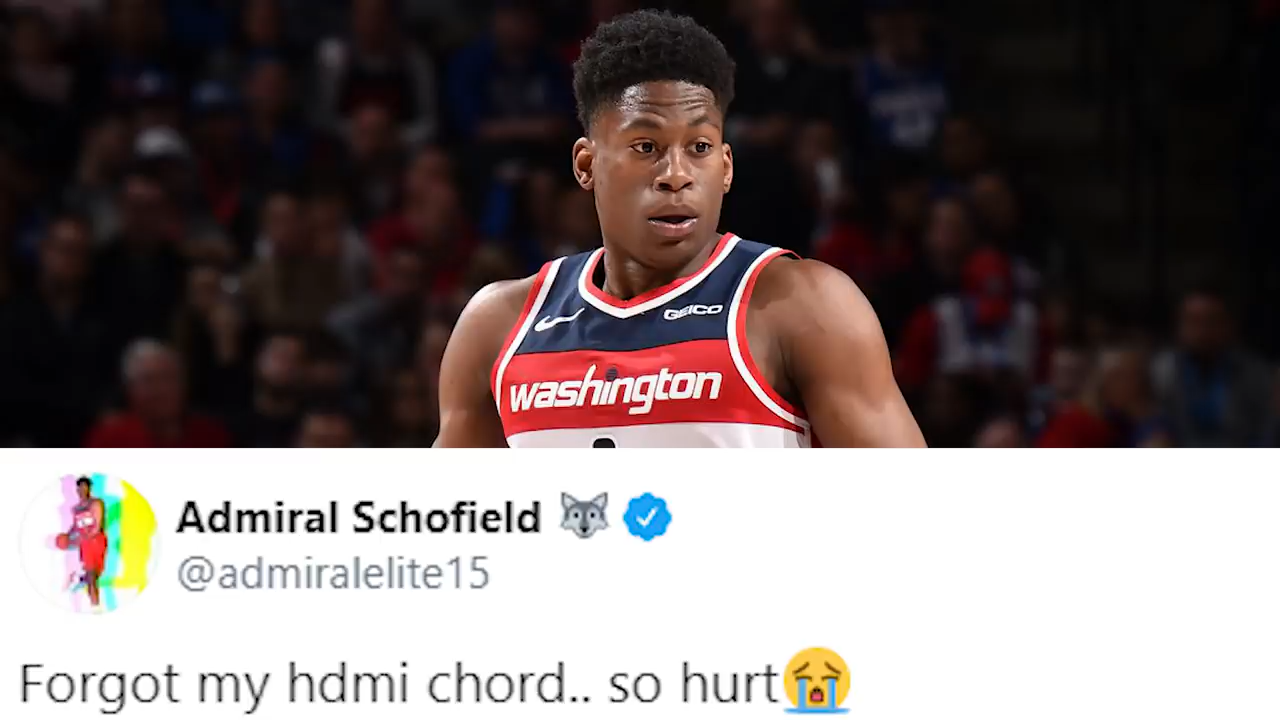 GEICO
washington
Admiral Schofield 🐺
@admiralelite15
Forgot my hdmi chord.. so hurt😭